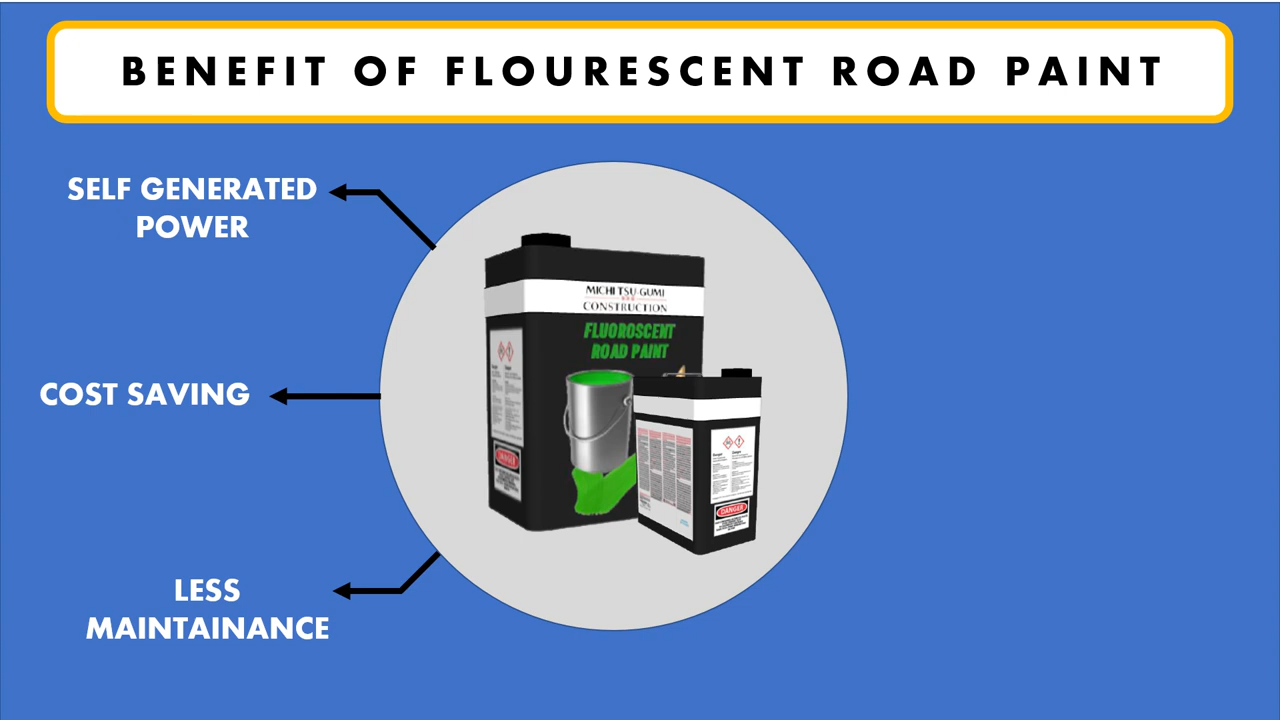 BENEFIT OF FLOURESCENT ROAD PAINT
SELF GENERATED
POWER
MICHI TSU-GUMI
CONSTRUCTION
FLUOROSCENT
ROAD PAINT
COST SAVING
DANGER
DANGER
LESS
MAINTAINANCE